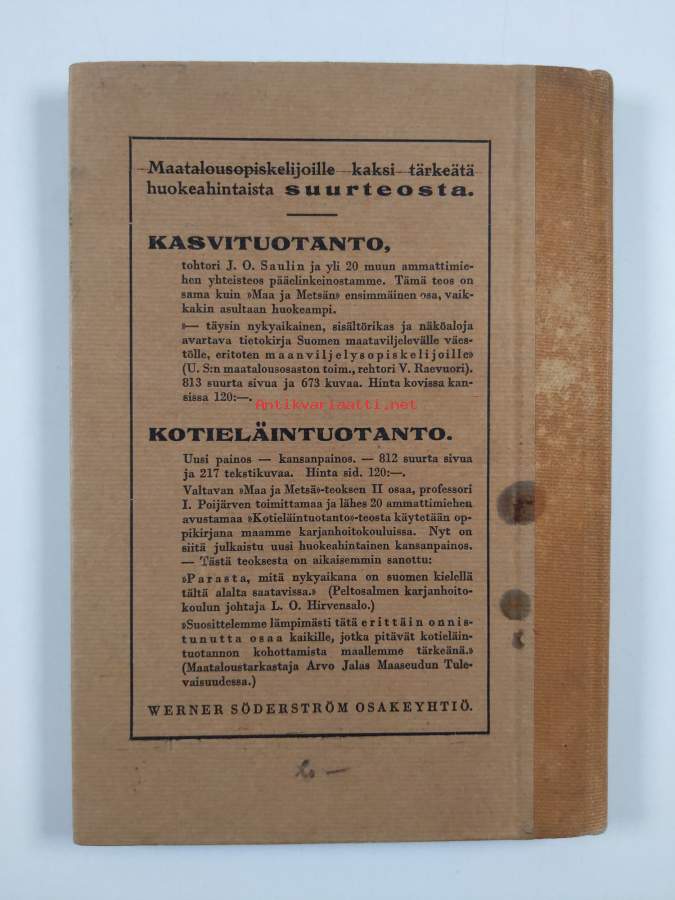 Maatalousopiskelijoille kaksi tärkeätä
huokeahintaista suurteosta.
KASVITUOTANTO,
tohtori J. O. Saulin ja yli 20 muun ammattimie-
hen yhteisteos pääelinkeinostamme. Tämä teos on
sama kuin »Maa ja Metsän» ensimmäinen osa, vaik-
kakin asultaan huokeampi.
»— täysin nykyaikainen, sisältörikas ja näköaloja
avartava tietokirja Suomen maataviljelevälle väes-
tölle, eritoten maanviljelysopiskelijoille»
(U. S:n maatalousosaston toim., rehtori V. Raevuori).
813 suurta sivua ja 673 kuvaa. Hinta kovissa kan-
sissa 120:—.
Antikvariaatti.net
KOTIELÄINTUOTANTO.
Uusi painos — kansanpainos. — 812 suurta sivua
ja 217 tekstikuvaa. Hinta sid. 120:—.
Valtavan »Maa ja Metsä»-teoksen II osaa, professori
I. Poijärven toimittamaa ja lähes 20 ammattimiehen
avustamaa »Kotieläintuotanto»-teosta käytetään op-
pikirjana maamme karjanhoitokouluissa. Nyt on
siitä julkaistu uusi huokeahintainen kansanpainos.
— Tästä teoksesta on aikaisemmin sanottu:
»Parasta, mitä nykyaikana on suomen kielellä
tältä alalta saatavissa.» (Peltosalmen karjanhoito-
koulun johtaja L. O. Hirvensalo.)
»Suosittelemme lämpimästi tätä erittäin onnis-
tunutta osaa kaikille, jotka pitävät kotieläin-
tuotannon kohottamista maallemme tärkeänä.»
(Maataloustarkastaja Arvo Jalas Maaseudun Tule-
vaisuudessa.)
WERNER SÖDERSTRÖM OSAKEYHTIÖ.